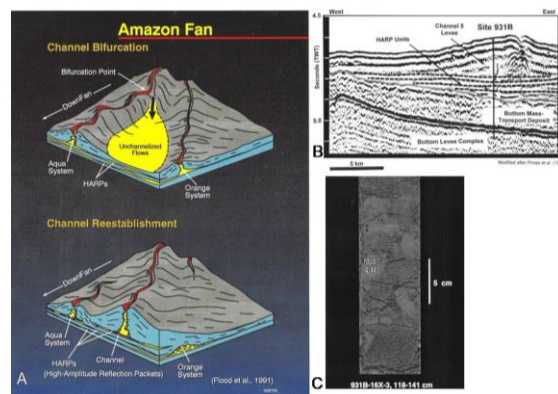 Amazon Fan
Channel Bifurcation
Bifurcation Point
DownFan
Unchannelized
Flows
Aqua
System
HARPs
Orange
System
Channel Reestablishment
DownFan
Aqua
System
HARPs
Channel
Orange
System
(High-Amplitude Reflection Packets)
(Flood et al., 1991)
A
West
East
4.5
Channel 5
Levee
Site 931B
HARP Units
Seconds (TWT)
5.0
Bottom Mass-
Transport Deposit
Bottom Levee Complex
B
5 km
Modified after
5 cm
C
931B-16X-3, 118-141 cm